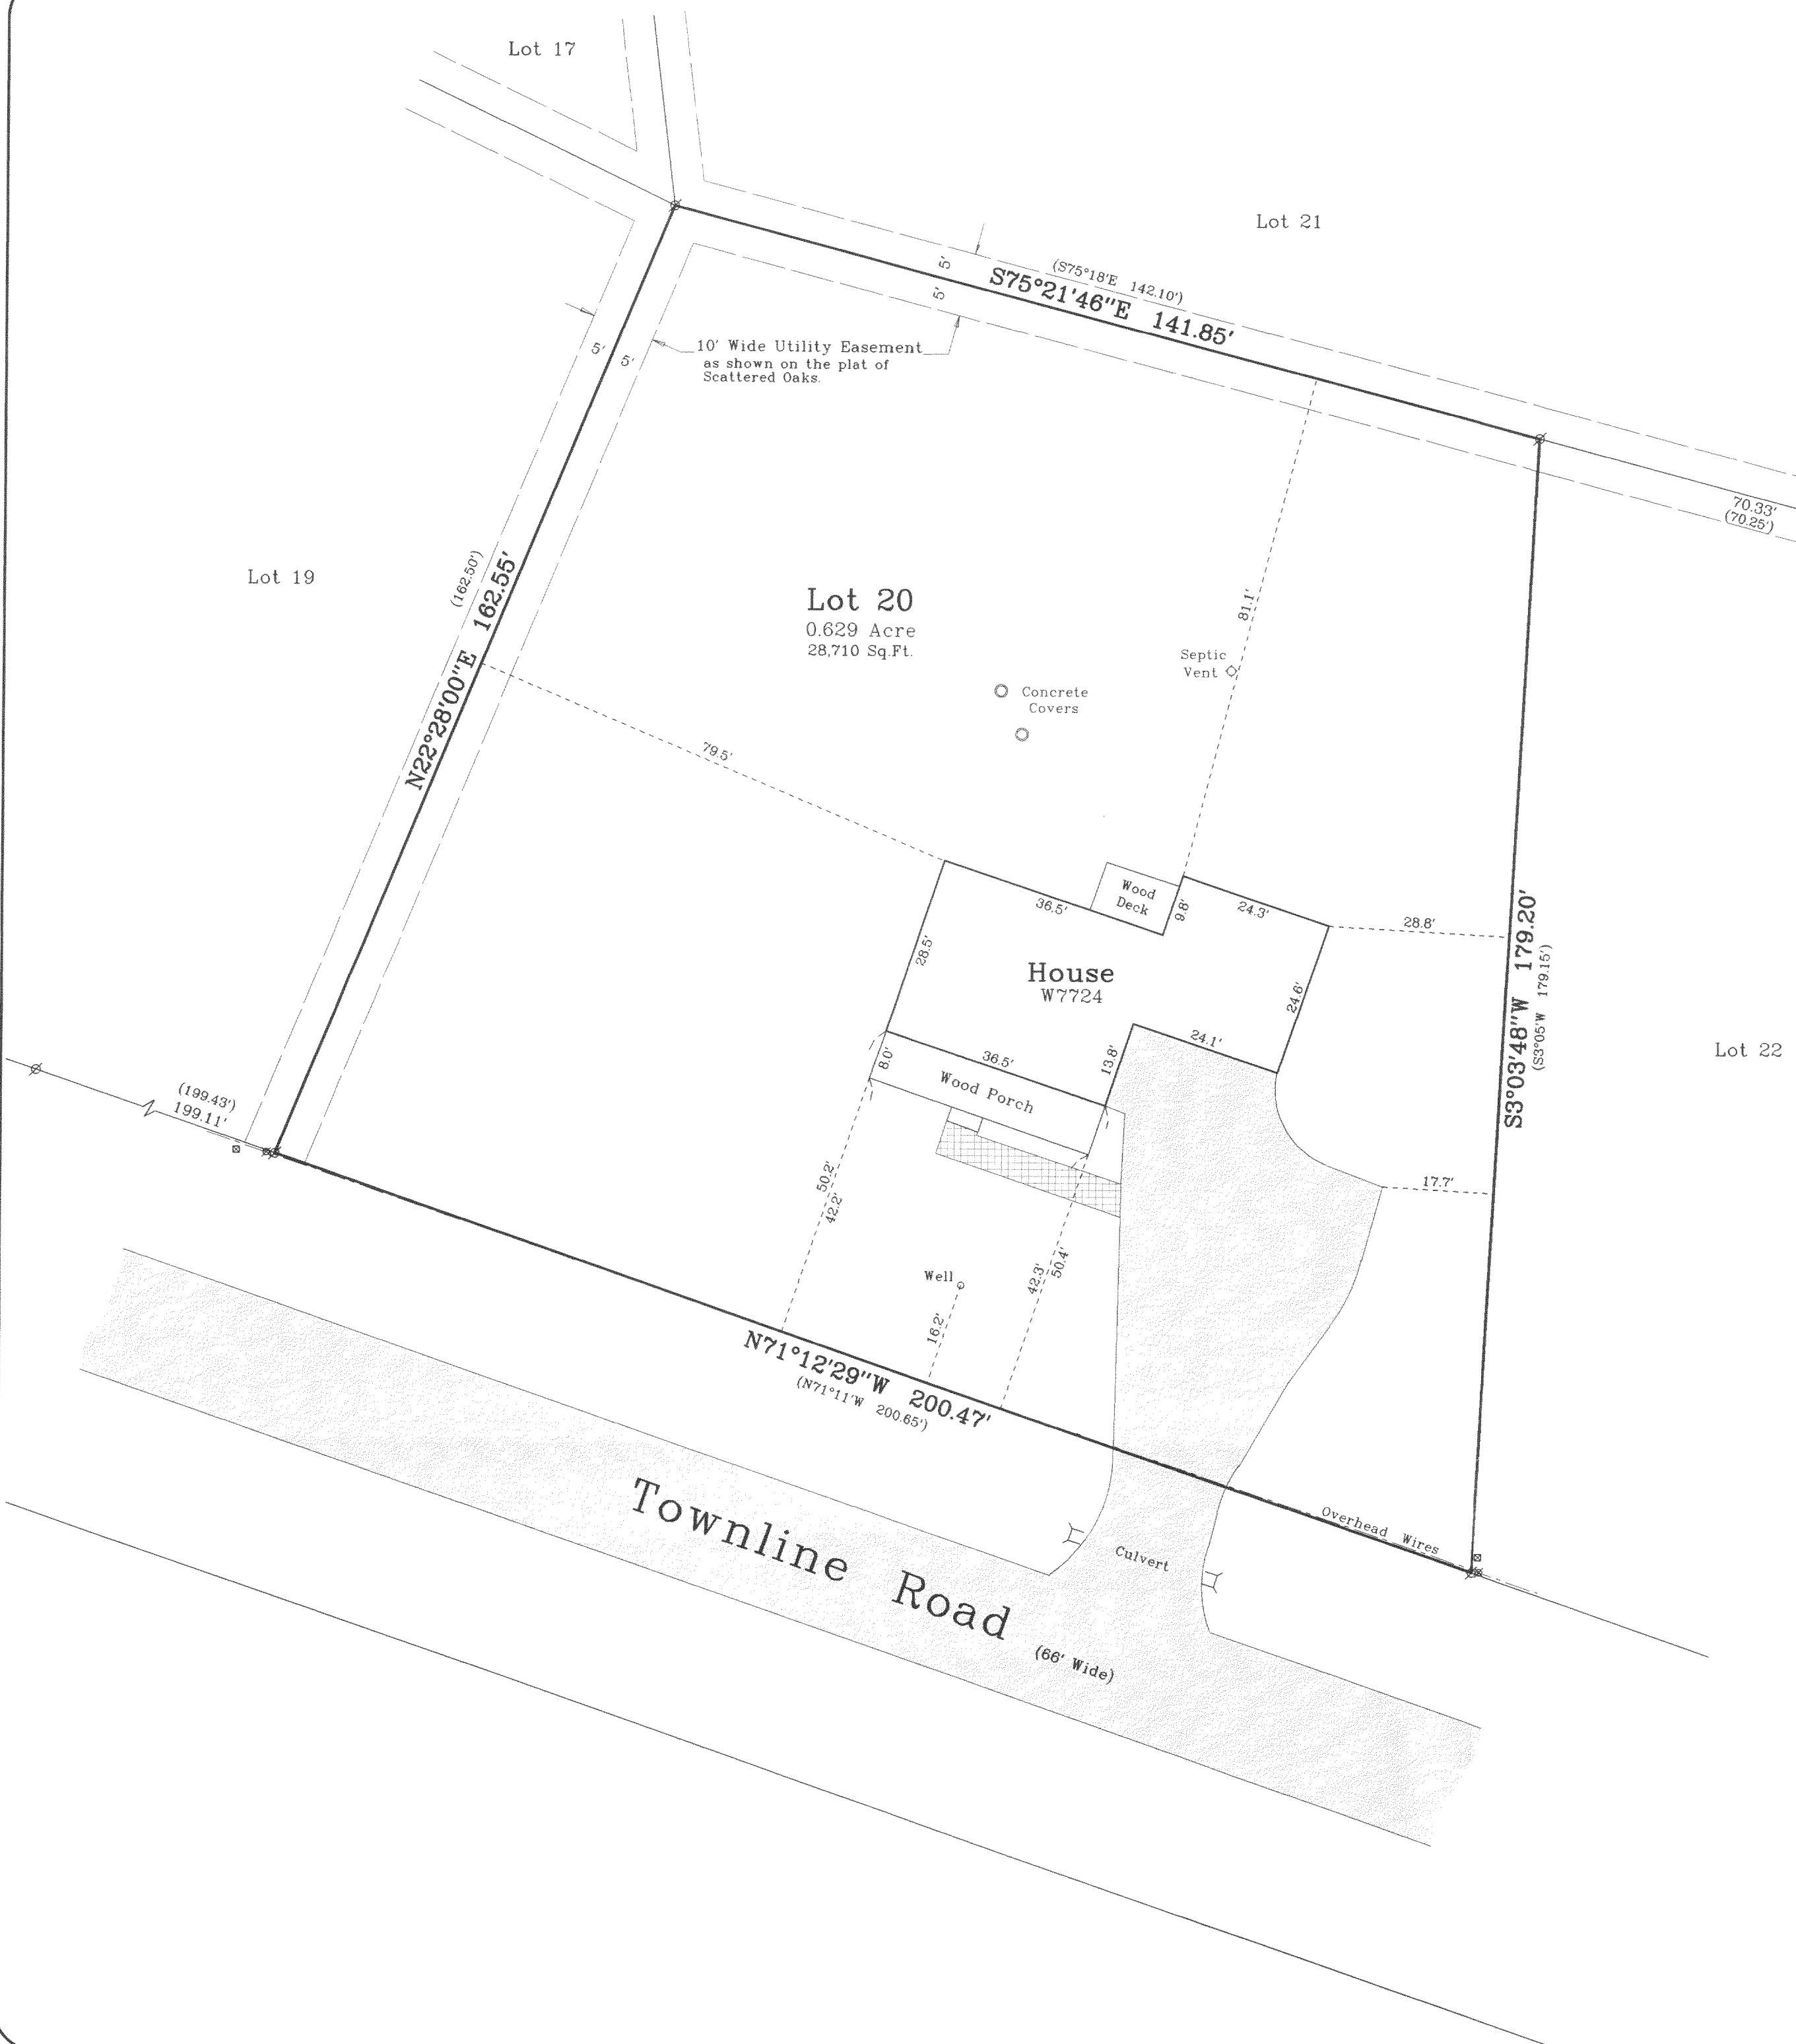 Lot 17
Lot 21
5'
(S75°18'E 142.10')
S75°21'46"E 141.85'
5'
10' Wide Utility Easement
as shown on the plat of
Scattered Oaks.
5'
5'
70.33'
(70.25')
Lot 19
(162.50')
N22°28'00"E 162.55'
Lot 20
0.659 Acre
28,710 Sq.Ft.
81.1'
Septic
Vent
Concrete
Covers
79.5'
Wood
Deck
36.5'
9.8'
24.3'
28.8'
28.5'
House
W7724
24.6'
S3°03'48"W 179.20'
(S3°05'W 179.15')
Lot 22
24.1'
13.8'
36.5'
8.0'
Wood Porch
(199.43')
199.11'
50.2'
42.2'
17.7'
42.3'
50.4'
Well
16.2'
N71°12'29"W 200.47'
(N71°11'W 200.65')
Overhead Wires
Culvert
Townline Road
(66' Wide)